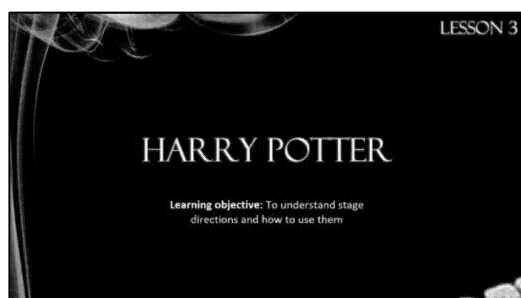 LESSON 3
HARRY POTTER
Learning objective: To understand stage
directions and how to use them